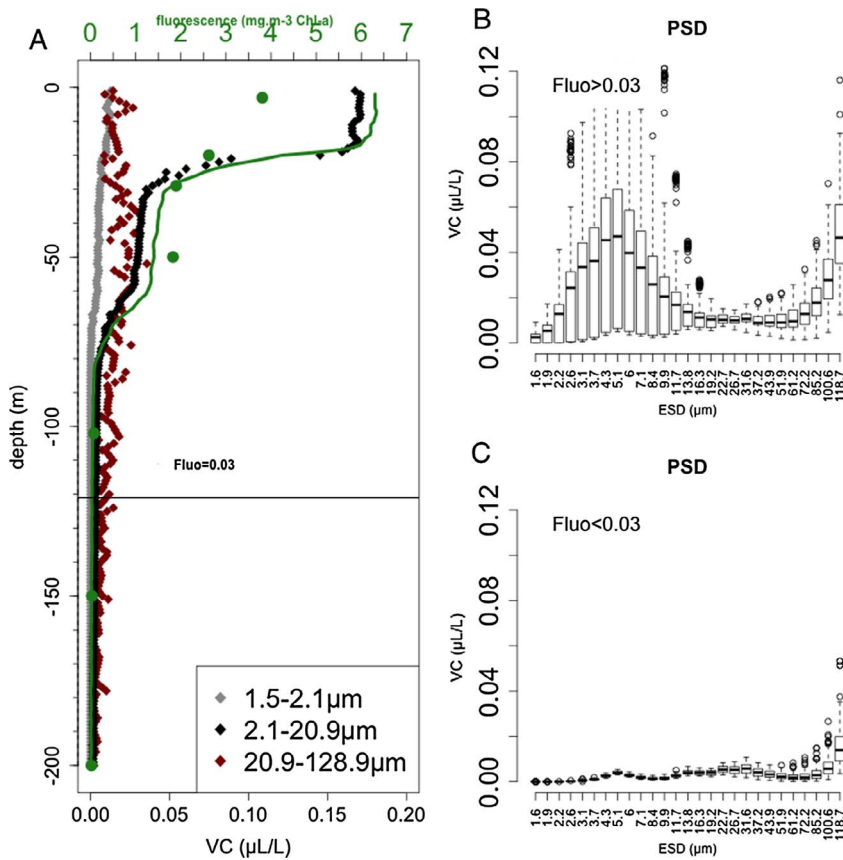 A
fluorescence (mg.m-3 Chl-a)
0 1 2 3 4 5 6 7
depth (m)
0
-50
-100
-150
-200
Fluo=0.03
1.5-2.1µm
2.1-20.9µm
20.9-128.9µm
0.00 0.05 0.10 0.15 0.20
VC (µL/L)
B
PSD
Fluo>0.03
VC (µL/L)
0.12
0.08
0.04
0.00
1.6 1.9 2.2 2.6 3.1 3.7 4.3 5.1 6 7.1 8.4 9.9 11.7 13.8 16.3 19.2 22.7 26.7 31.6 37.2 43.9 51.9 61.2 72.2 85.2 100.6 118.7
ESD (µm)
C
PSD
Fluo<0.03
VC (µL/L)
0.12
0.08
0.04
0.00
1.6 1.9 2.2 2.6 3.1 3.7 4.3 5.1 6 7.1 8.4 9.9 11.7 13.8 16.3 19.2 22.7 26.7 31.6 37.2 43.9 51.9 61.2 72.2 85.2 100.6 118.7
ESD (µm)